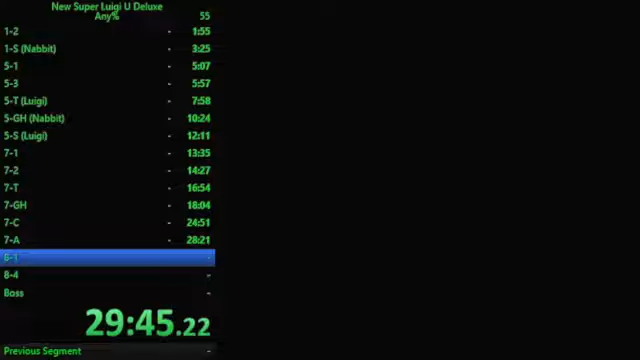 New Super Luigi U Deluxe
Any% 55
1-2 - 1:55
1-S (Nabbit) - 3:25
5-1 - 5:07
5-3 - 5:57
5-T (Luigi) - 7:58
5-GH (Nabbit) - 10:24
5-S (Luigi) - 12:11
7-1 - 13:35
7-2 - 14:27
7-T - 16:54
7-GH - 18:04
7-C - 24:51
7-A - 28:21
8-1 -
8-4 -
Boss -
29:45.22
Previous Segment -